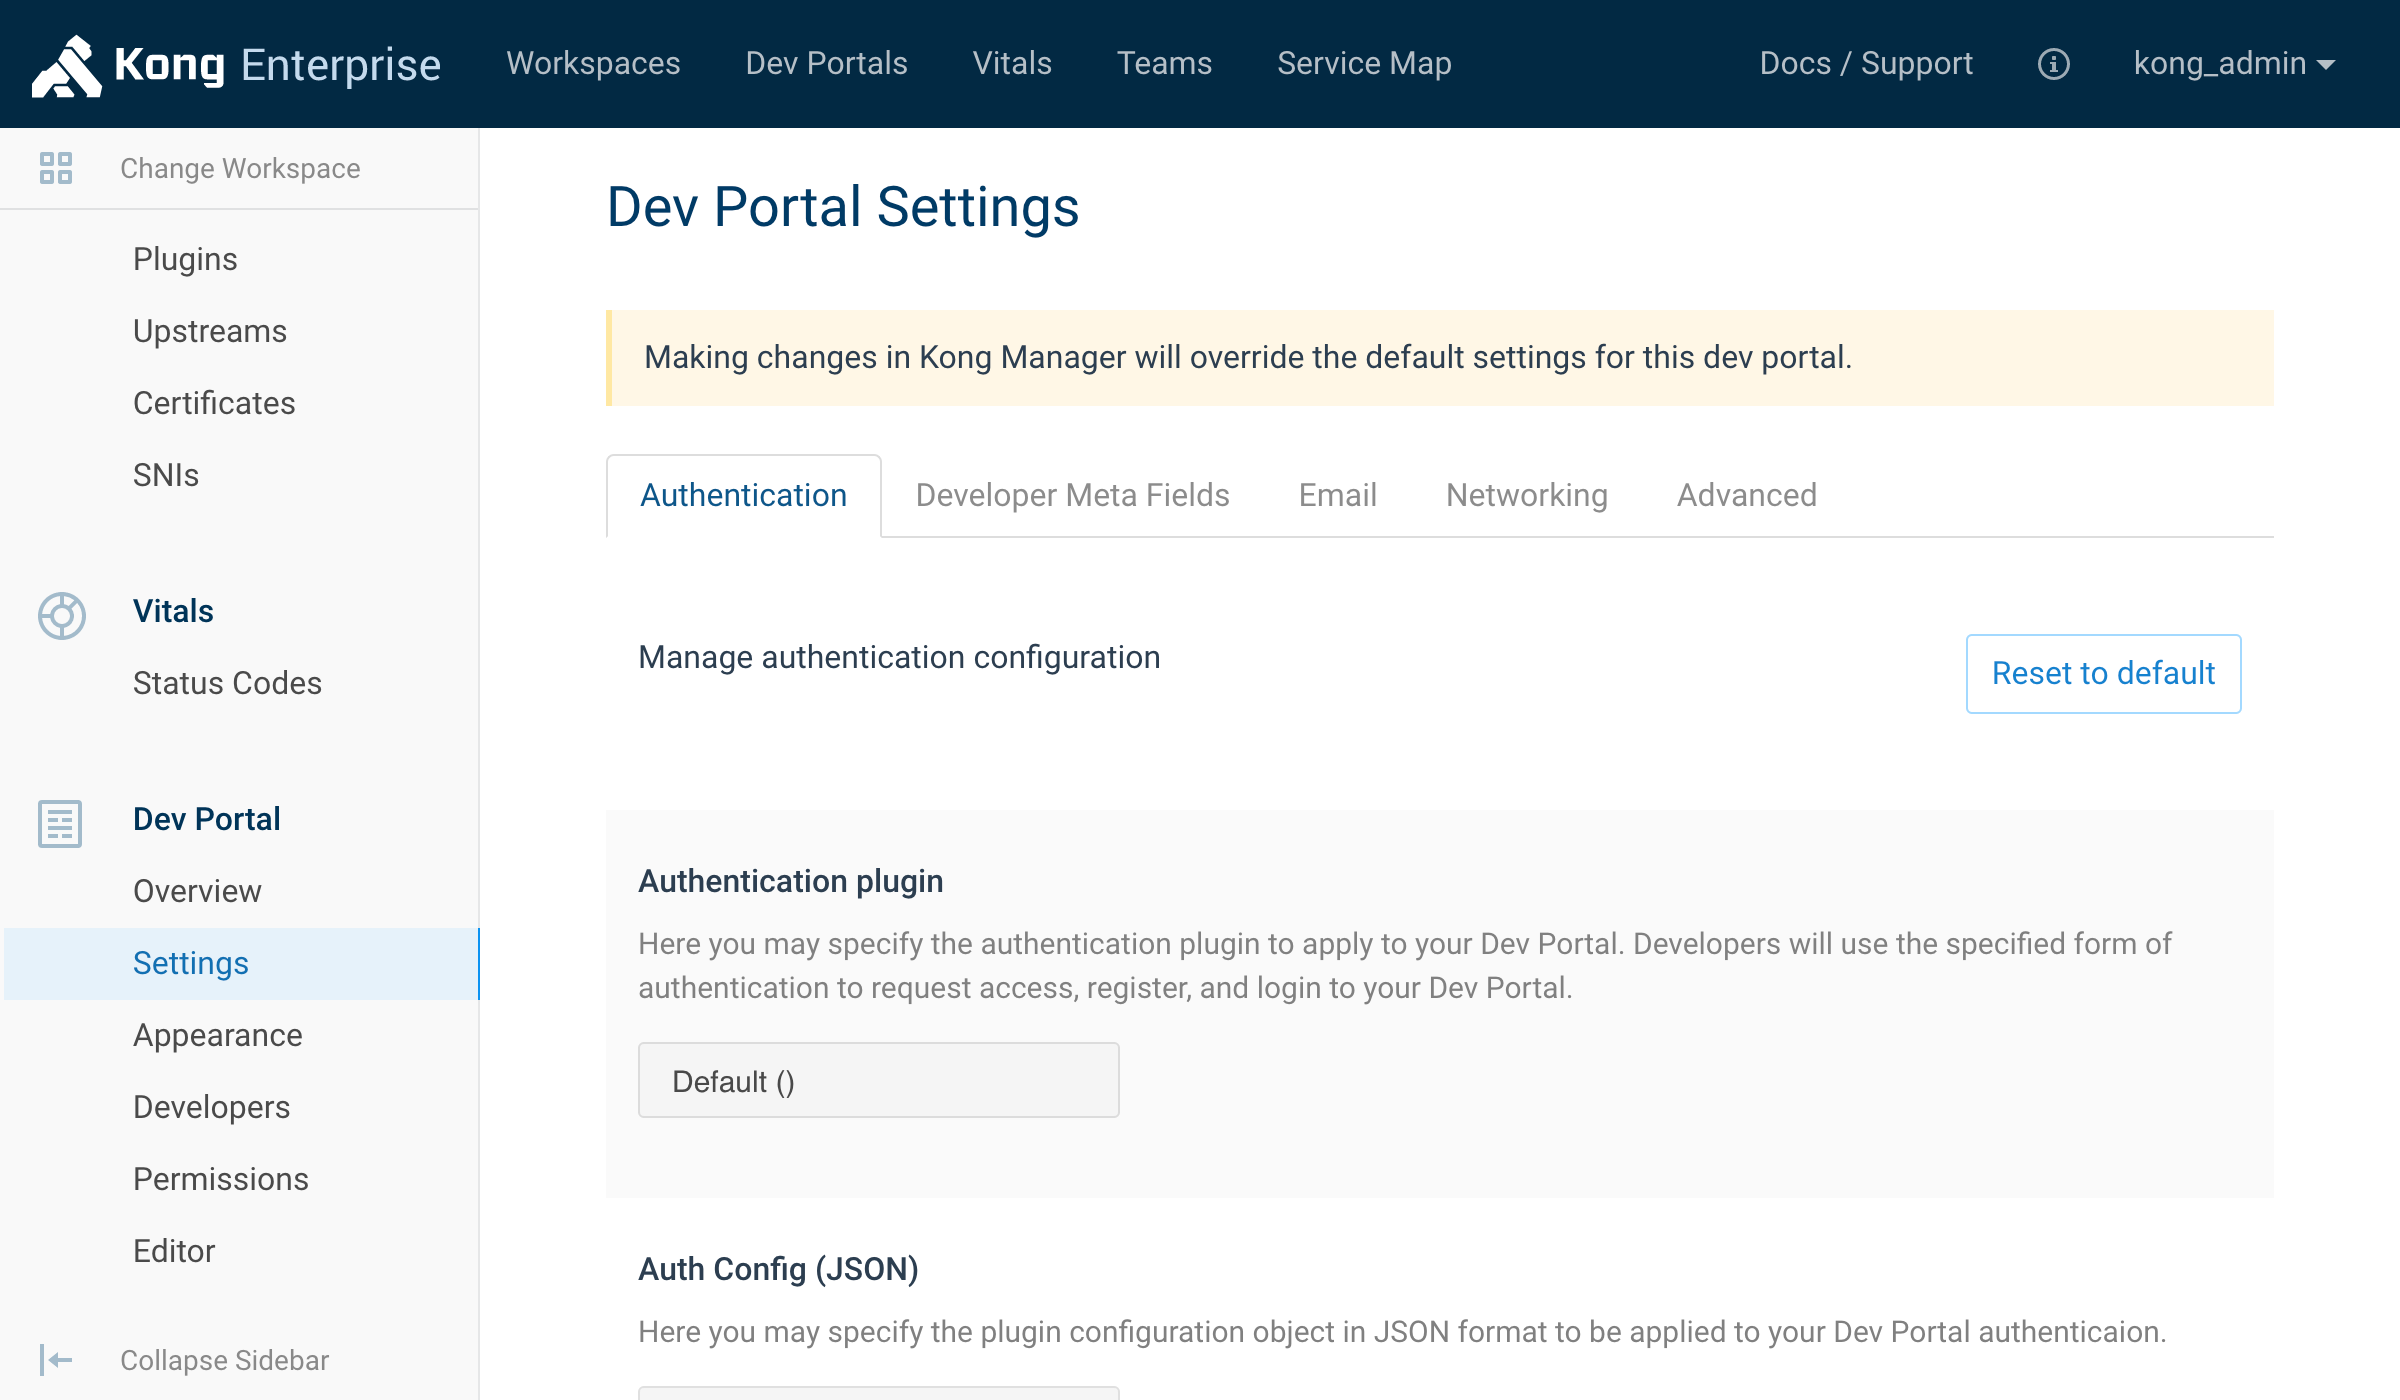 Kong Enterprise
Workspaces
Dev Portals
Vitals
Teams
Service Map
Docs / Support
kong_admin
Change Workspace
Plugins
Upstreams
Certificates
SNIs
Vitals
Status Codes
Dev Portal
Overview
Settings
Appearance
Developers
Permissions
Editor
Collapse Sidebar
Dev Portal Settings
Making changes in Kong Manager will override the default settings for this dev portal.
Authentication
Developer Meta Fields
Email
Networking
Advanced
Manage authentication configuration
Reset to default
Authentication plugin
Here you may specify the authentication plugin to apply to your Dev Portal. Developers will use the specified form of
authentication to request access, register, and login to your Dev Portal.
Default ()
Auth Config (JSON)
Here you may specify the plugin configuration object in JSON format to be applied to your Dev Portal authenticaion.